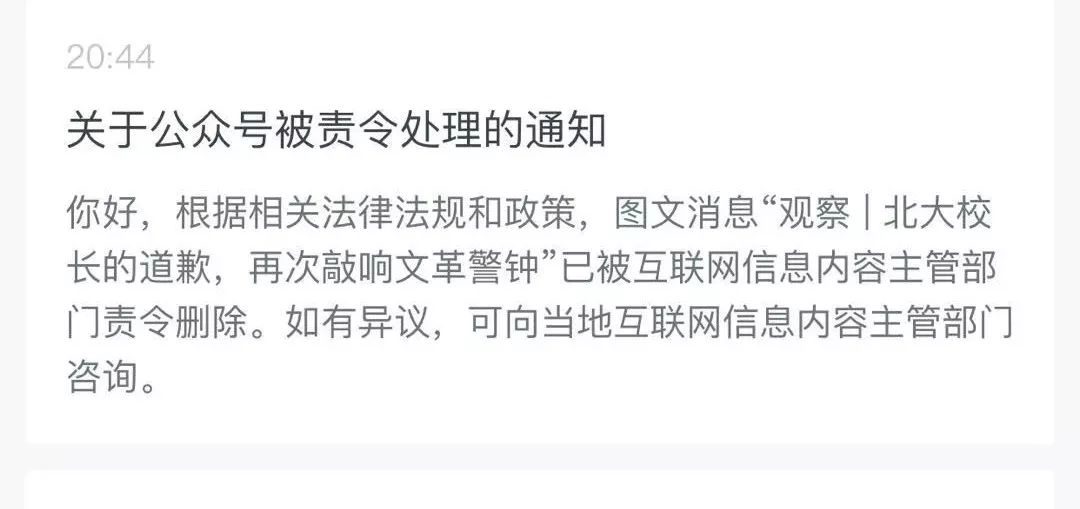 20:44
关于公众号被责令处理的通知
你好，根据相关法律法规和政策，图文消息“观察 | 北大校
长的道歉，再次敲响文革警钟”已被互联网信息内容主管部
门责令删除。如有异议，可向当地互联网信息内容主管部门
咨询。